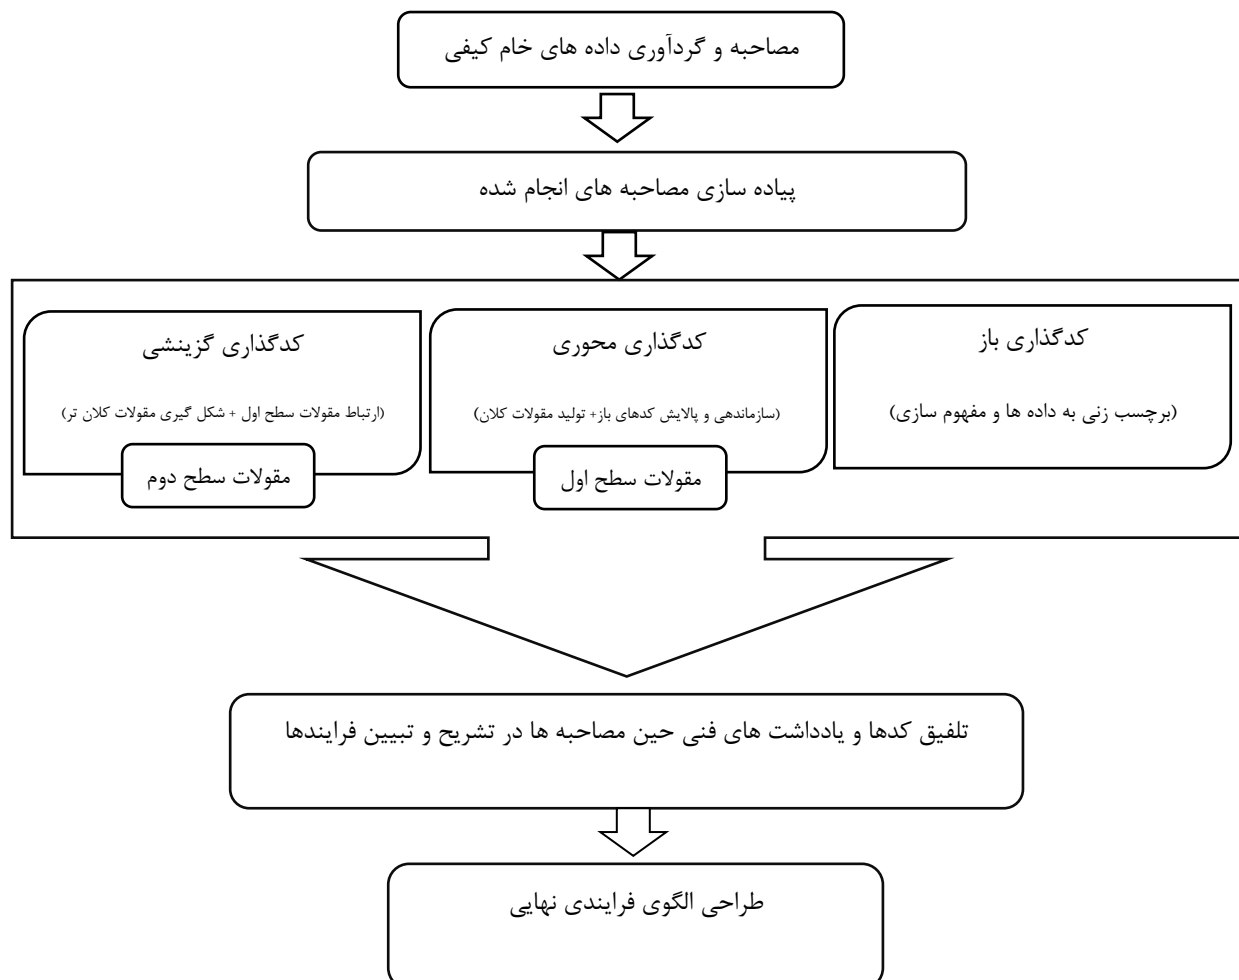 مصاحبه و گردآوری داده های خام کیفی
پیاده سازی مصاحبه های انجام شده
کدگذاری باز
(برچسب زنی به داده ها و مفهوم سازی)
کدگذاری محوری
(سازماندهی و پالایش کدهای باز+ تولید مقولات کلان)
مقولات سطح اول
کدگذاری گزینشی
(ارتباط مقولات سطح اول + شکل گیری مقولات کلان تر)
مقولات سطح دوم
تلفیق کدها و یادداشت های فنی حین مصاحبه ها در تشریح و تبیین فرایندها
طراحی الگوی فرایندی نهایی